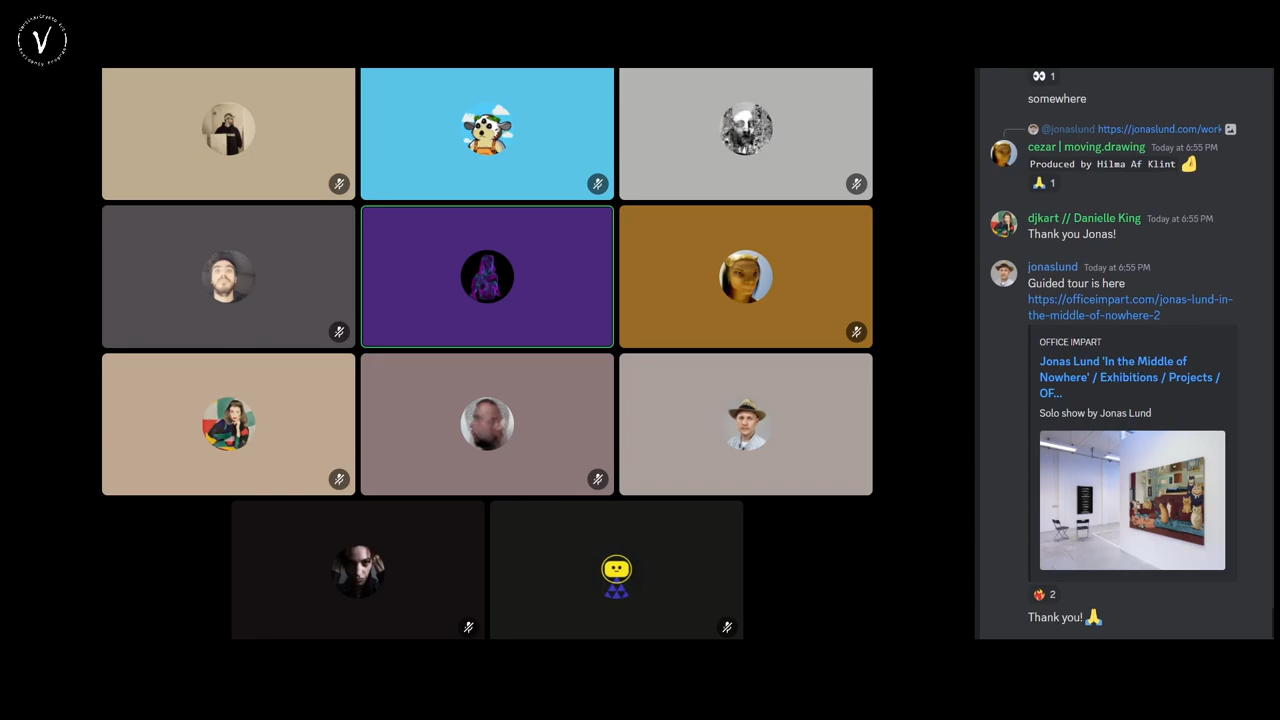 V
1
somewhere
@jonaslund https://jonaslund.com/work
cezar | moving.drawing Today at 6:55 PM
Produced by Hilma Af Klint
1
djkart // Danielle King Today at 6:55 PM
Thank you Jonas!
jonaslund Today at 6:55 PM
Guided tour is here
https://officeimpart.com/jonas-lund-in-
the-middle-of-nowhere-2
OFFICE IMPART
Jonas Lund 'In the Middle of
Nowhere' / Exhibitions / Projects /
OF...
Solo show by Jonas Lund
2
Thank you!